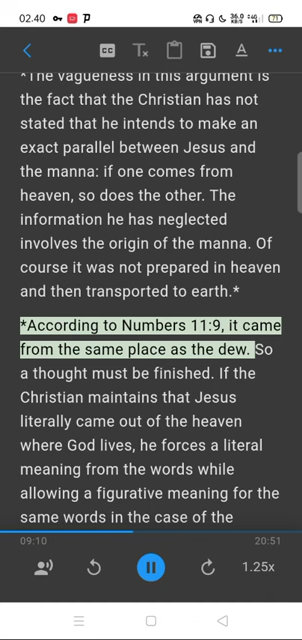 02.40
36.0
KB/s
4G
71
CC
A
*The vagueness in this argument is
the fact that the Christian has not
stated that he intends to make an
exact parallel between Jesus and
the manna: if one comes from
heaven, so does the other. The
information he has neglected
involves the origin of the manna. Of
course it was not prepared in heaven
and then transported to earth.*
*According to Numbers 11:9, it came
from the same place as the dew. So
a thought must be finished. If the
Christian maintains that Jesus
literally came out of the heaven
where God lives, he forces a literal
meaning from the words while
allowing a figurative meaning for the
same words in the case of the
09:10
20:51
1.25x